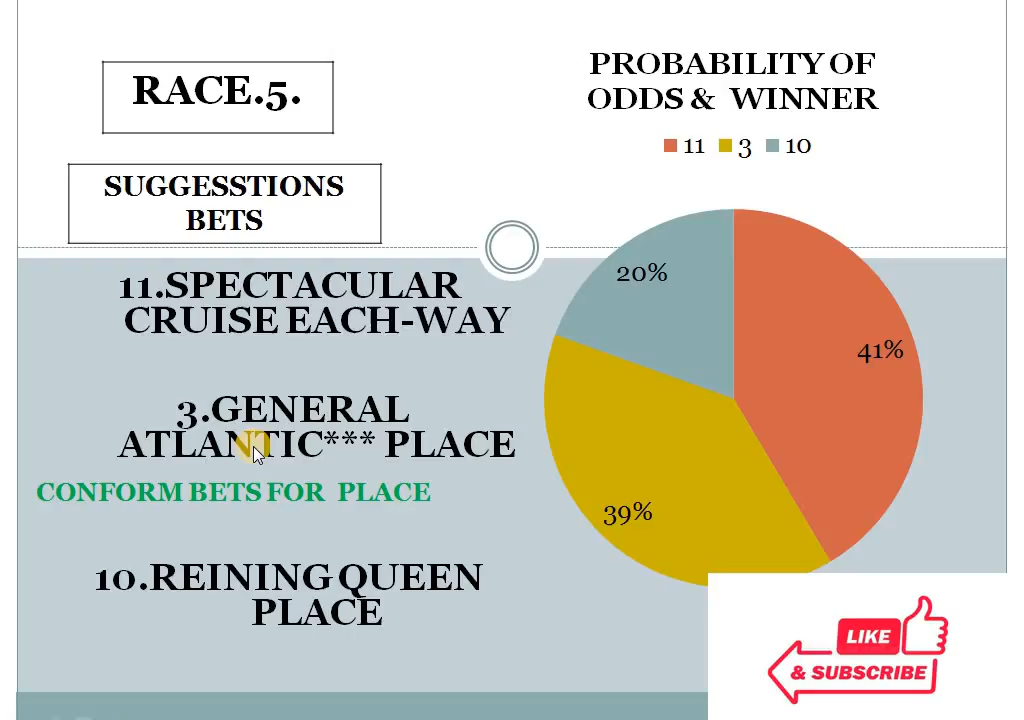 RACE.5.
SUGGESSTIONS
BETS
11.SPECTACULAR
CRUISE EACH-WAY
3.GENERAL
ATLANTIC*** PLACE
CONFORM BETS FOR PLACE
10.REINING QUEEN
PLACE
PROBABILITY OF
ODDS & WINNER
11 3 10
20%
41%
39%
LIKE
& SUBSCRIBE